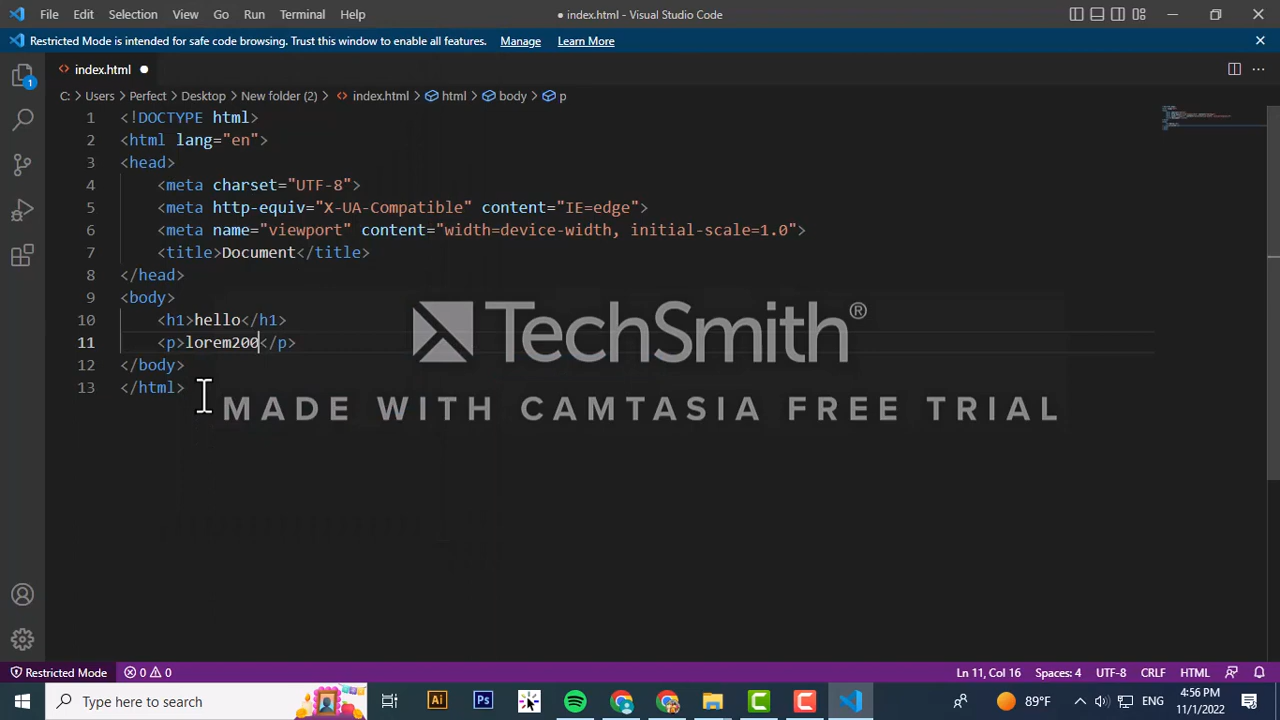 File Edit Selection View Go Run Terminal Help ● index.html - Visual Studio Code
Restricted Mode is intended for safe code browsing. Trust this window to enable all features. Manage Learn More
<> index.html ●
C: > Users > Perfect > Desktop > New folder (2) > <> index.html > html > body > p
1 <!DOCTYPE html>
2 <html lang="en">
3 <head>
4 <meta charset="UTF-8">
5 <meta http-equiv="X-UA-Compatible" content="IE=edge">
6 <meta name="viewport" content="width=device-width, initial-scale=1.0">
7 <title>Document</title>
8 </head>
9 <body>
10 <h1>hello</h1>
11 <p>lorem200</p>
12 </body>
13 </html>
TechSmith®
MADE WITH CAMTASIA FREE TRIAL
1
Restricted Mode 0 0 Ln 11, Col 16 Spaces: 4 UTF-8 CRLF HTML
Type here to search Ai Ps 89°F ENG
4:56 PM
11/1/2022